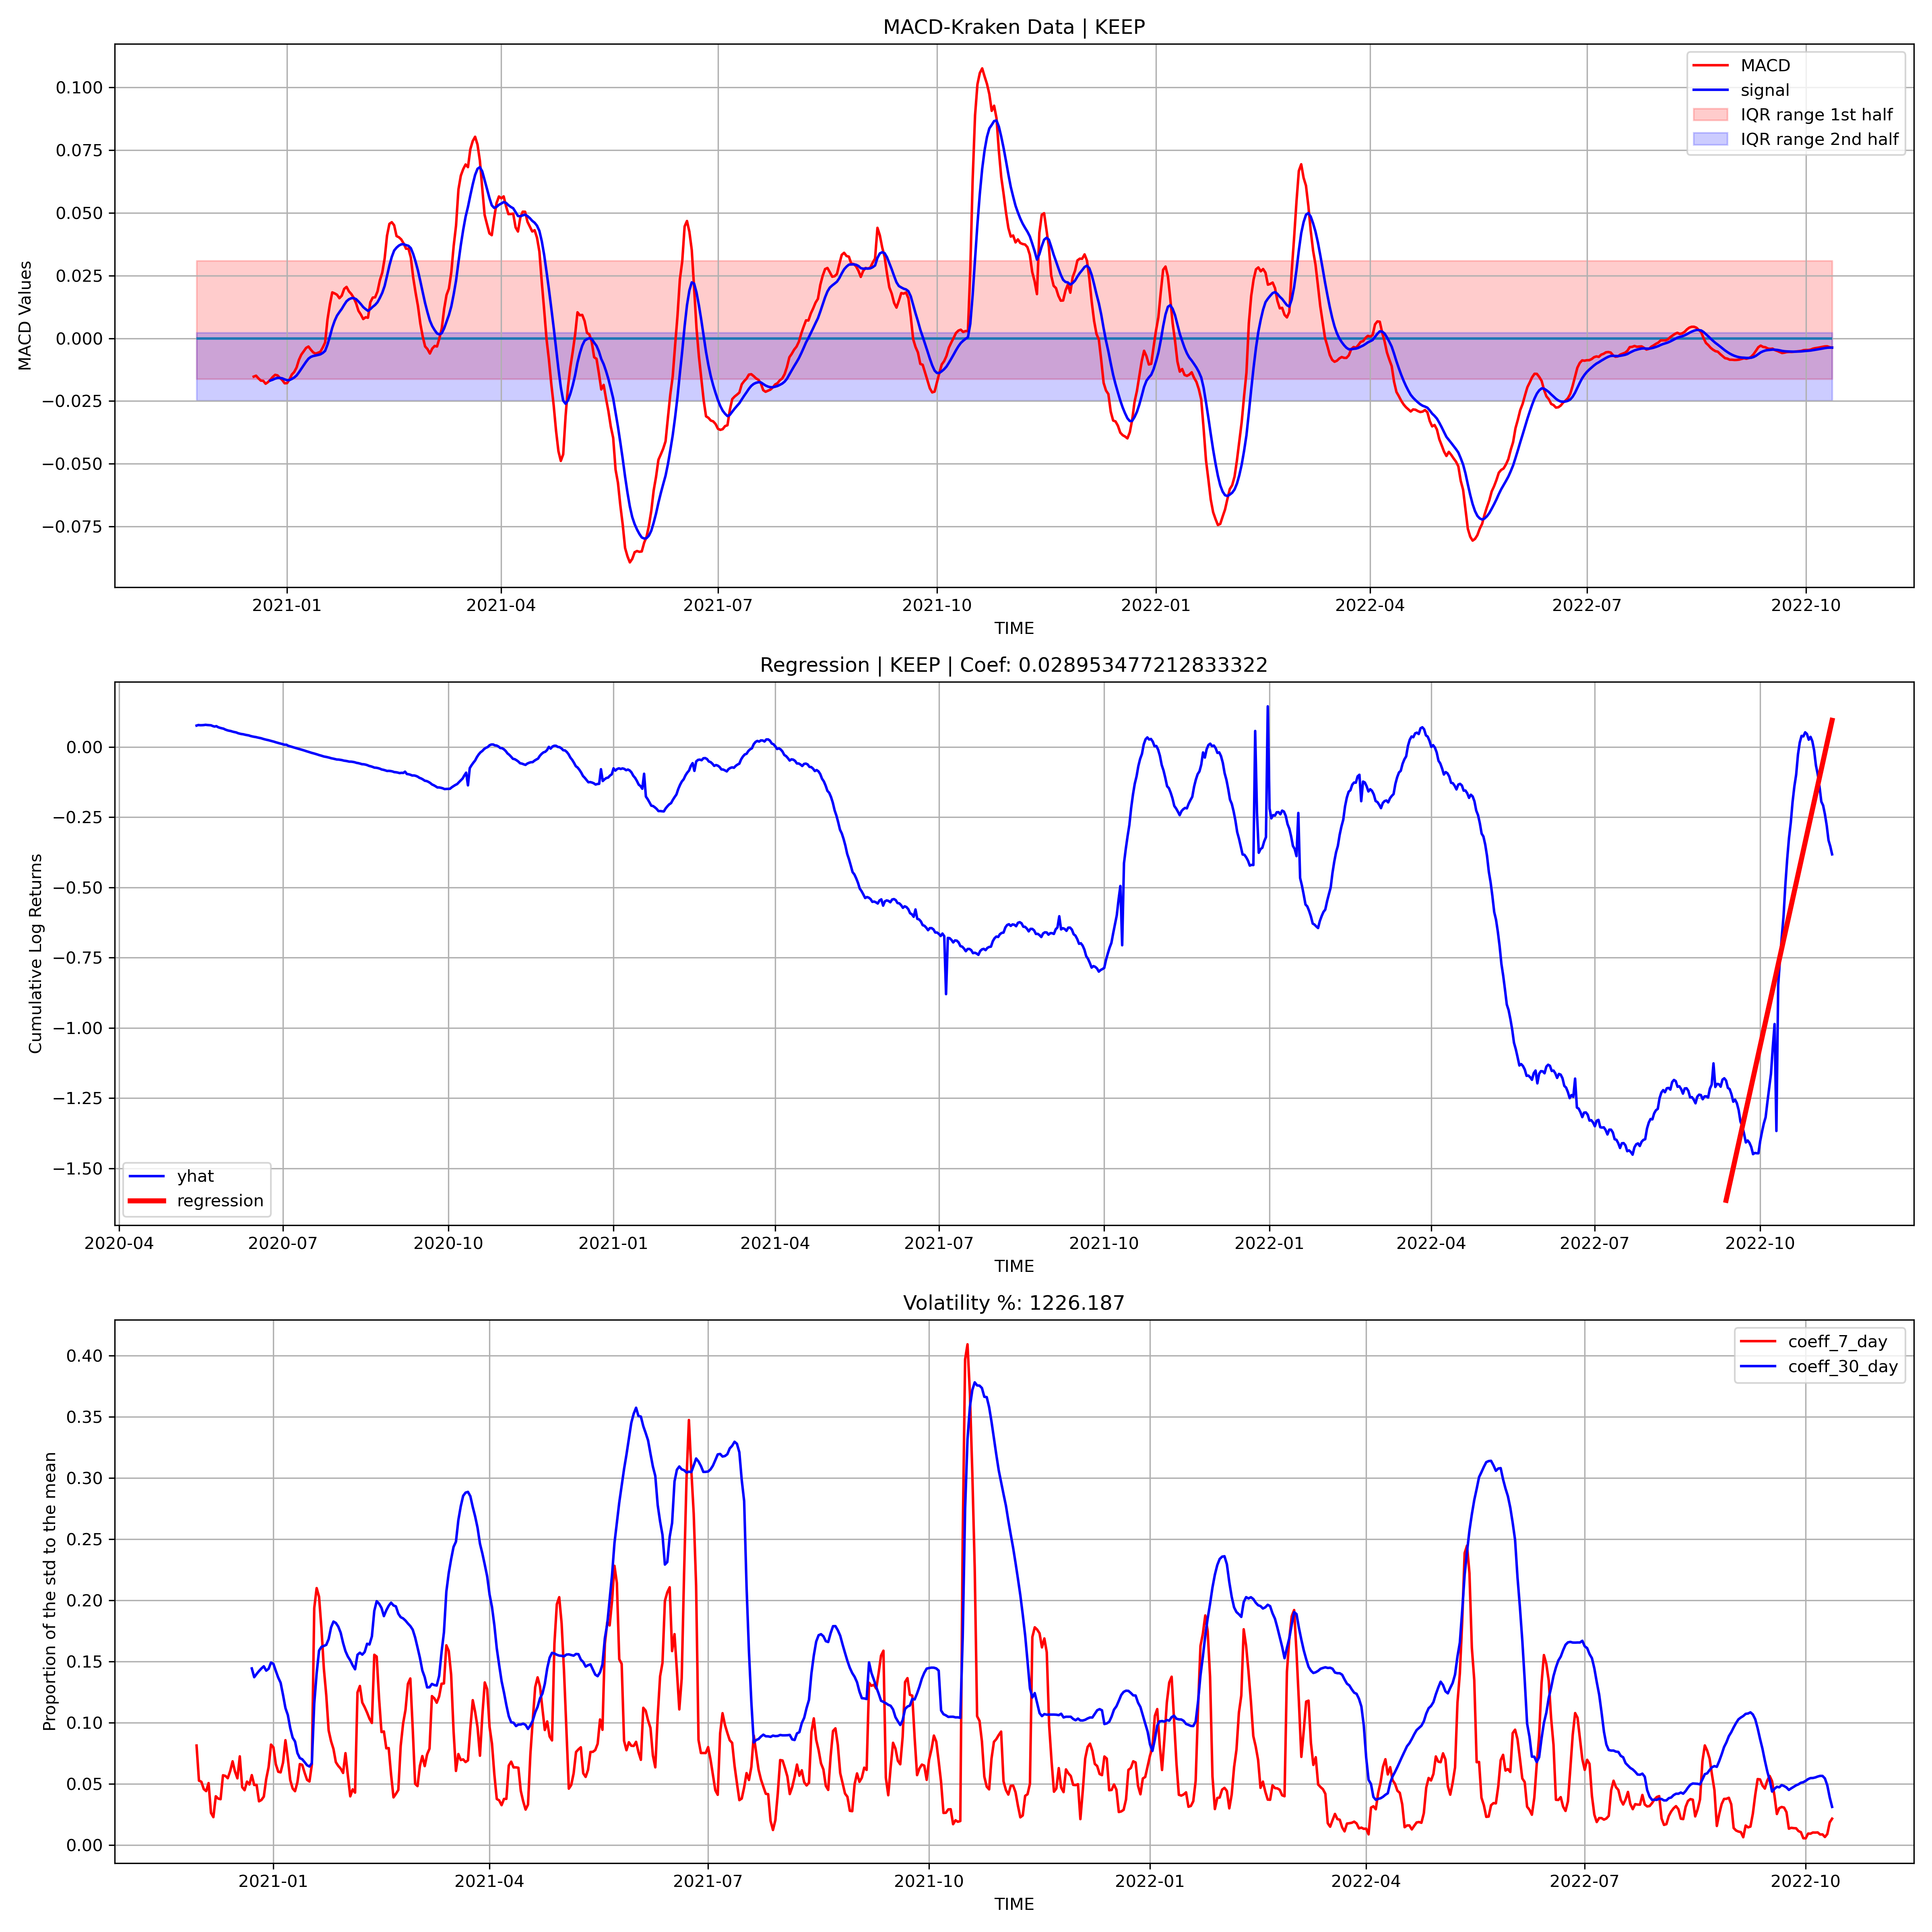 MACD-Kraken Data | KEEP
MACD Values
0.100
0.075
0.050
0.025
0.000
−0.025
−0.050
−0.075
MACD
signal
IQR range 1st half
IQR range 2nd half
2021-01 2021-04 2021-07 2021-10 2022-01 2022-04 2022-07 2022-10
TIME
Regression | KEEP | Coef: 0.028953477212833322
Cumulative Log Returns
0.00
−0.25
−0.50
−0.75
−1.00
−1.25
−1.50
yhat
regression
2020-04 2020-07 2020-10 2021-01 2021-04 2021-07 2021-10 2022-01 2022-04 2022-07 2022-10
TIME
Volatility %: 1226.187
Proportion of the std to the mean
0.40
0.35
0.30
0.25
0.20
0.15
0.10
0.05
0.00
coeff_7_day
coeff_30_day
2021-01 2021-04 2021-07 2021-10 2022-01 2022-04 2022-07 2022-10
TIME